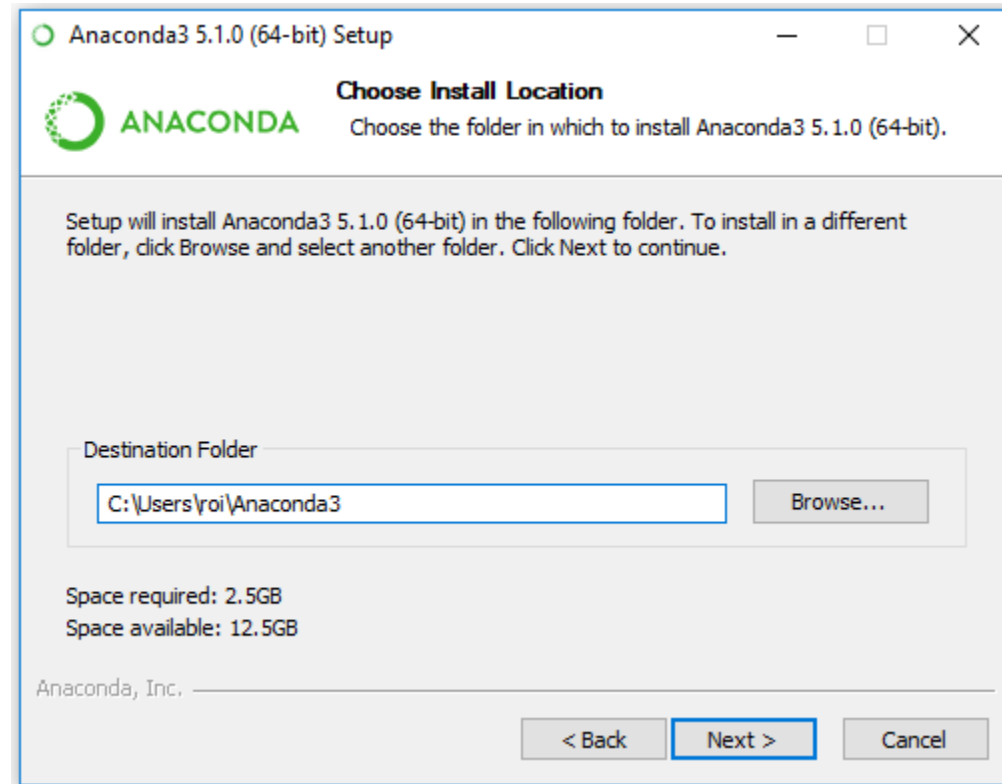 Anaconda3 5.1.0 (64-bit) Setup
ANACONDA
Choose Install Location
Choose the folder in which to install Anaconda3 5.1.0 (64-bit).
Setup will install Anaconda3 5.1.0 (64-bit) in the following folder. To install in a different
folder, click Browse and select another folder. Click Next to continue.
Destination Folder
C:\Users\roi\Anaconda3
Browse...
Space required: 2.5GB
Space available: 12.5GB
Anaconda, Inc.
< Back
Next >
Cancel